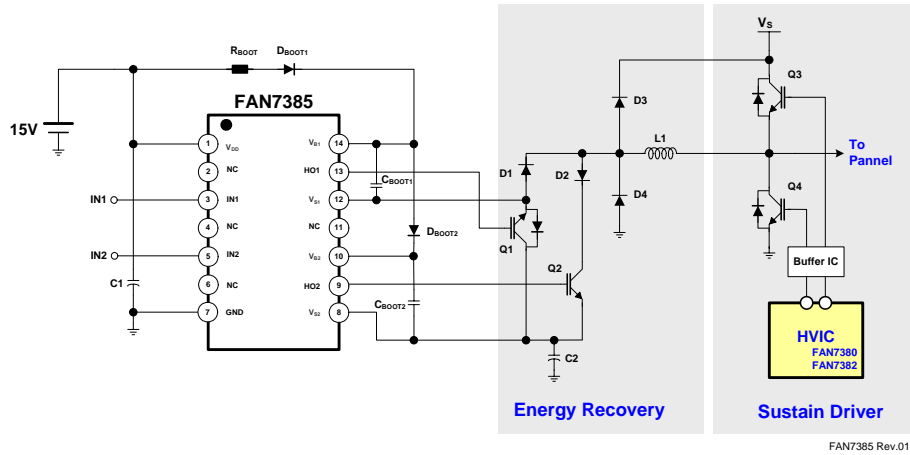 VS
RBOOT DBOOT1
Q3
FAN7385
D3
15V
1 VDD VB1 14
L1
To
Pannel
2 NC HO1 13
D1
D2
CBOOT1
IN1 3 IN1 VS1 12
D4
Q4
4 NC NC 11
DBOOT2
Q1
IN2 5 IN2 VB2 10
Buffer IC
Q2
C1
6 NC HO2 9
CBOOT2
7 GND VS2 8
HVIC
FAN7380
FAN7382
C2
Energy Recovery
Sustain Driver
FAN7385 Rev.01